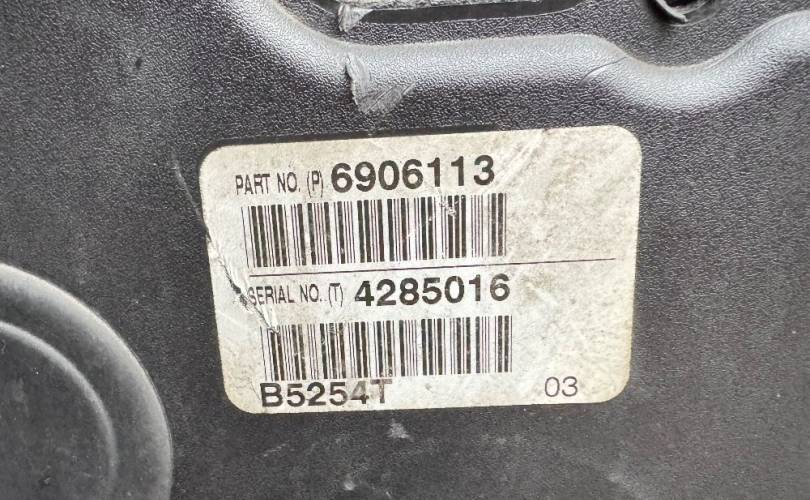 PART NO. (P) 6906113
SERIAL NO. (T) 4285016
B5254T 03